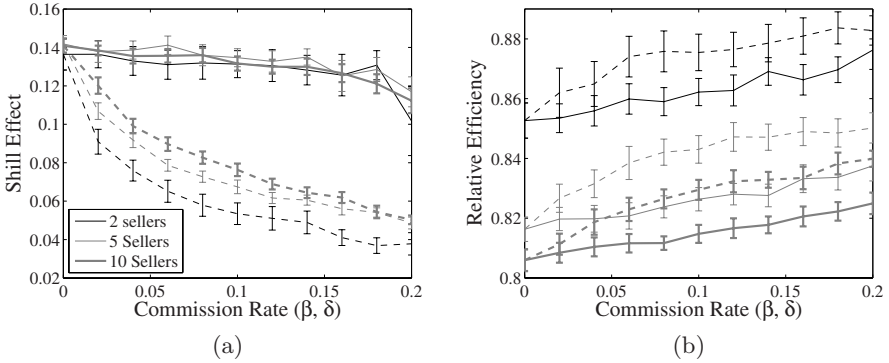 0.16
0.14
0.12
0.1
0.08
0.06
0.04
0.02
Shill Effect
2 sellers
5 Sellers
10 Sellers
0 0.05 0.1 0.15 0.2
Commission Rate (β, δ)
(a)
0.88
0.86
0.84
0.82
0.8
Relative Efficiency
0 0.05 0.1 0.15 0.2
Commission Rate (β, δ)
(b)